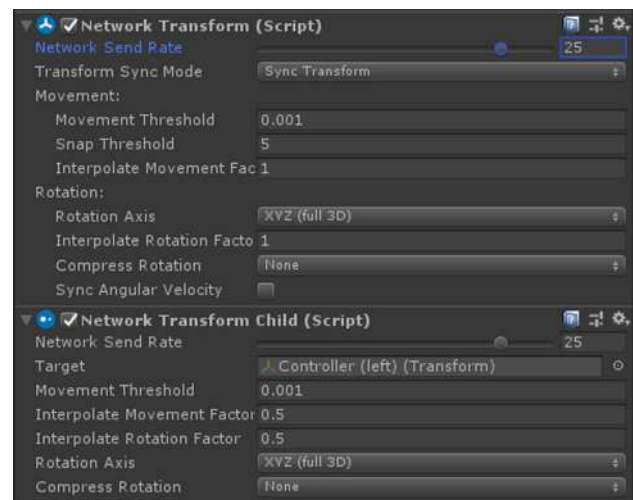 Network Transform (Script)
Network Send Rate 25
Transform Sync Mode Sync Transform
Movement:
Movement Threshold 0.001
Snap Threshold 5
Interpolate Movement Fac 1
Rotation:
Rotation Axis XYZ (full 3D)
Interpolate Rotation Facto 1
Compress Rotation None
Sync Angular Velocity
Network Transform Child (Script)
Network Send Rate 25
Target Controller (left) (Transform)
Movement Threshold 0.001
Interpolate Movement Factor 0.5
Interpolate Rotation Factor 0.5
Rotation Axis XYZ (full 3D)
Compress Rotation None